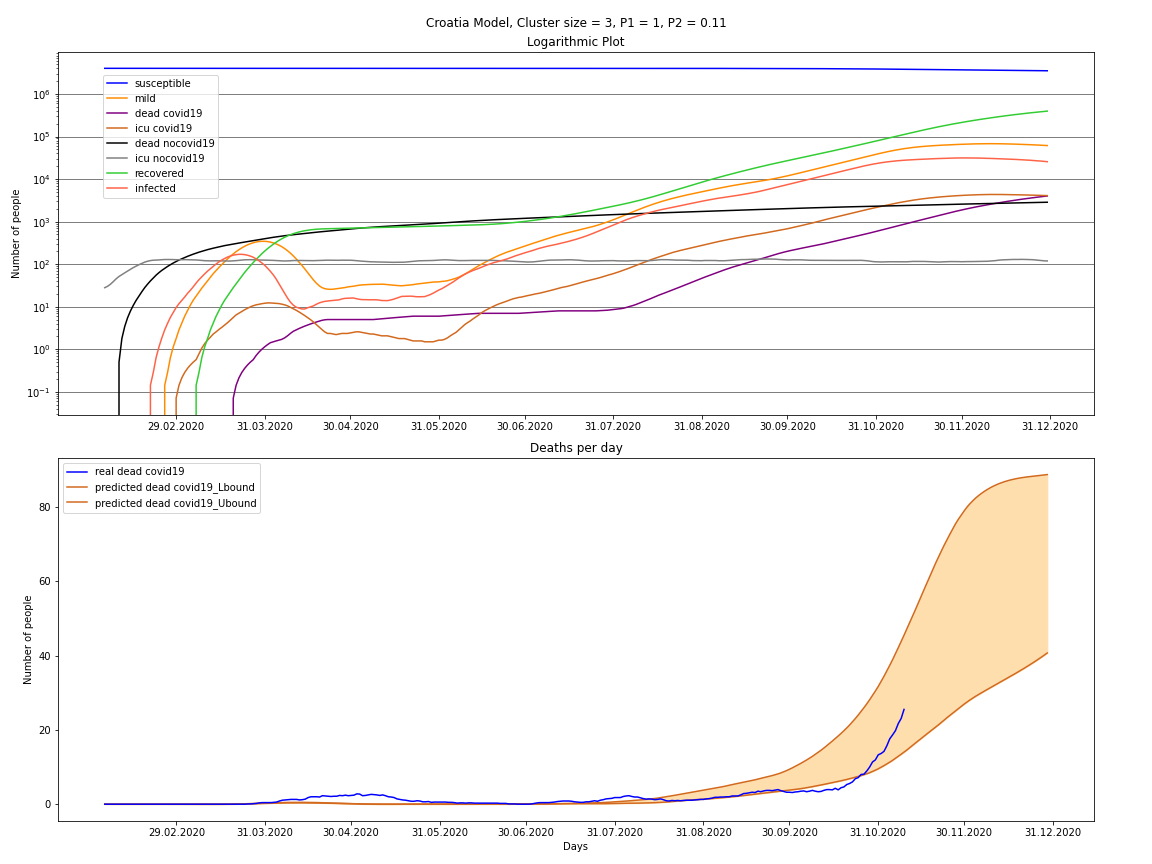 Croatia Model, Cluster size = 3, P1 = 1, P2 = 0.11
Logarithmic Plot
susceptible
mild
dead covid19
icu covid19
dead nocovid19
icu nocovid19
recovered
infected
Number of people
10⁶
10⁵
10⁴
10³
10²
10¹
10⁰
10⁻¹
29.02.2020 31.03.2020 30.04.2020 31.05.2020 30.06.2020 31.07.2020 31.08.2020 30.09.2020 31.10.2020 30.11.2020 31.12.2020
Deaths per day
real dead covid19
predicted dead covid19_Lbound
predicted dead covid19_Ubound
Number of people
80
60
40
20
0
29.02.2020 31.03.2020 30.04.2020 31.05.2020 30.06.2020 31.07.2020 31.08.2020 30.09.2020 31.10.2020 30.11.2020 31.12.2020
Days